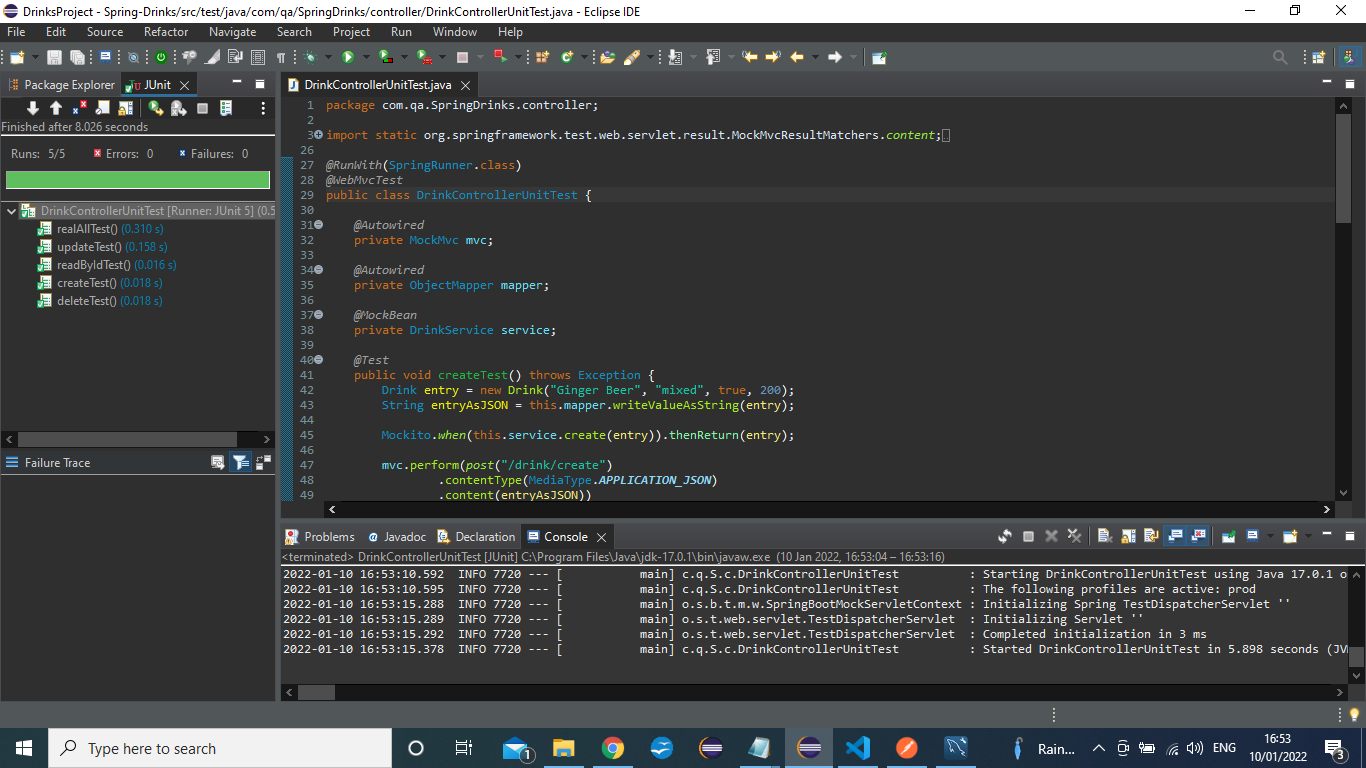 DrinksProject - Spring-Drinks/src/test/java/com/qa/SpringDrinks/controller/DrinkControllerUnitTest.java - Eclipse IDE
File Edit Source Refactor Navigate Search Project Run Window Help
Package Explorer JUnit
Finished after 8.026 seconds
Runs: 5/5 Errors: 0 Failures: 0
DrinkControllerUnitTest [Runner: JUnit 5] (0.5
realAllTest() (0.310 s)
updateTest() (0.158 s)
readByIdTest() (0.016 s)
createTest() (0.018 s)
deleteTest() (0.018 s)
Failure Trace
DrinkControllerUnitTest.java
1 package com.qa.SpringDrinks.controller;
2
3 import static org.springframework.test.web.servlet.result.MockMvcResultMatchers.content;
26
27 @RunWith(SpringRunner.class)
28 @WebMvcTest
29 public class DrinkControllerUnitTest {
30
31 @Autowired
32 private MockMvc mvc;
33
34 @Autowired
35 private ObjectMapper mapper;
36
37 @MockBean
38 private DrinkService service;
39
40 @Test
41 public void createTest() throws Exception {
42 Drink entry = new Drink("Ginger Beer", "mixed", true, 200);
43 String entryAsJSON = this.mapper.writeValueAsString(entry);
44
45 Mockito.when(this.service.create(entry)).thenReturn(entry);
46
47 mvc.perform(post("/drink/create")
48 .contentType(MediaType.APPLICATION_JSON)
49 .content(entryAsJSON))
Problems Javadoc Declaration Console
<terminated> DrinkControllerUnitTest [JUnit] C:\Program Files\Java\jdk-17.0.1\bin\javaw.exe (10 Jan 2022, 16:53:04 – 16:53:16)
2022-01-10 16:53:10.592 INFO 7720 --- [ main] c.q.S.c.DrinkControllerUnitTest : Starting DrinkControllerUnitTest using Java 17.0.1 o
2022-01-10 16:53:10.595 INFO 7720 --- [ main] c.q.S.c.DrinkControllerUnitTest : The following profiles are active: prod
2022-01-10 16:53:15.288 INFO 7720 --- [ main] o.s.b.t.m.w.SpringBootMockServletContext : Initializing Spring TestDispatcherServlet ''
2022-01-10 16:53:15.289 INFO 7720 --- [ main] o.s.t.web.servlet.TestDispatcherServlet : Initializing Servlet ''
2022-01-10 16:53:15.292 INFO 7720 --- [ main] o.s.t.web.servlet.TestDispatcherServlet : Completed initialization in 3 ms
2022-01-10 16:53:15.378 INFO 7720 --- [ main] c.q.S.c.DrinkControllerUnitTest : Started DrinkControllerUnitTest in 5.898 seconds (JV
Type here to search
1
Rain...
ENG
16:53
10/01/2022
3